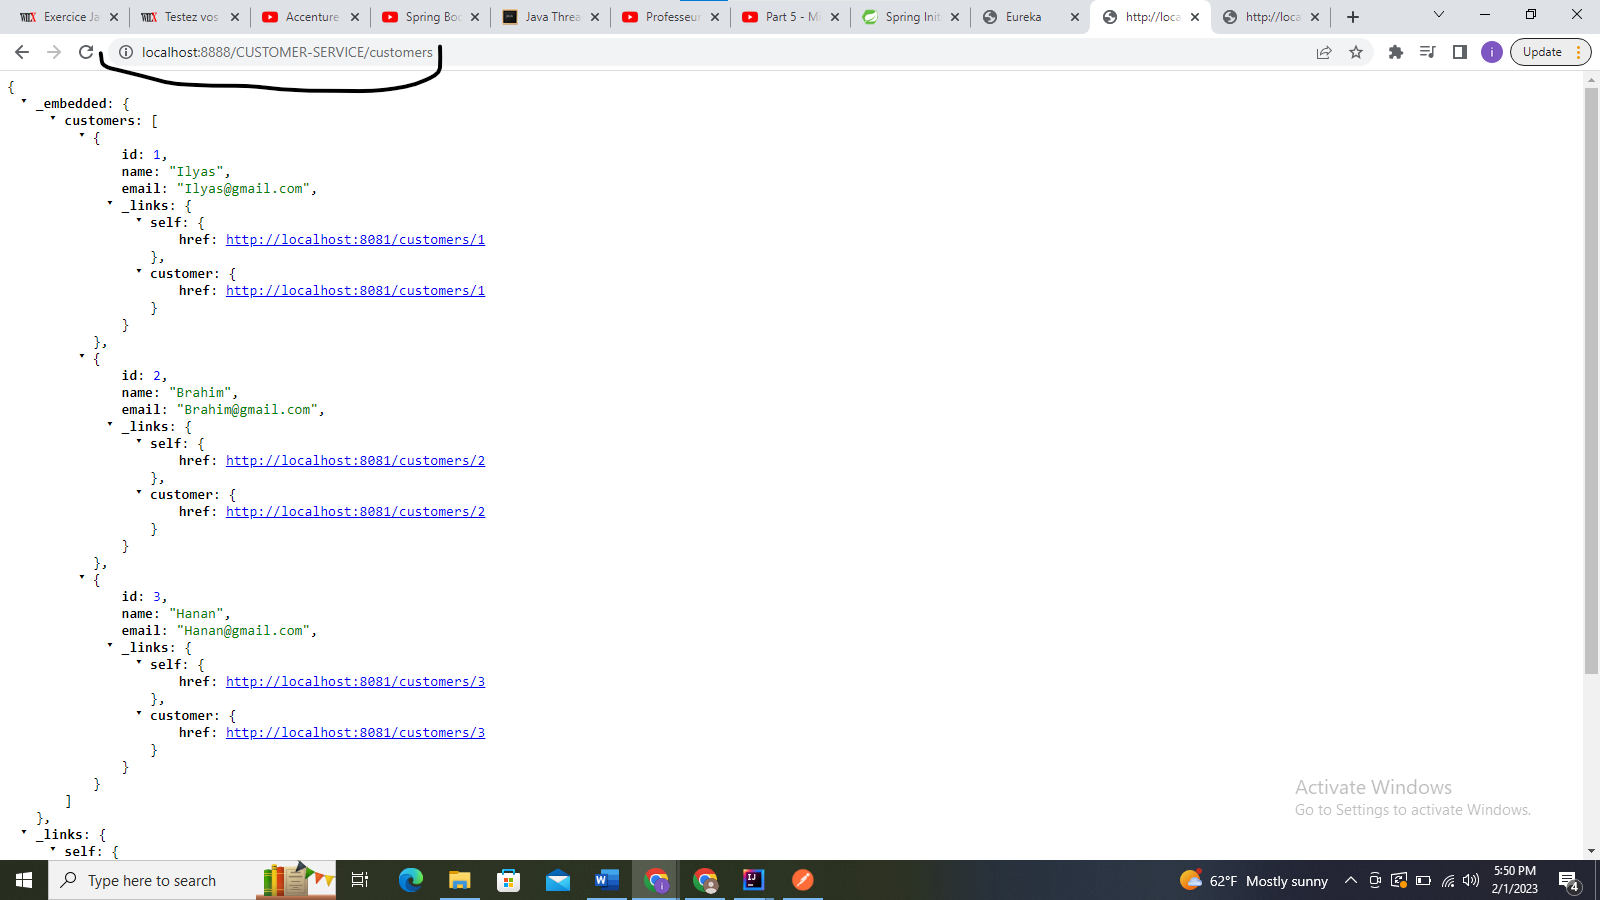 Exercice Ja
Testez vos
Accenture
Spring Boo
Java Threa
Professeur
Part 5 - Mi
Spring Init
Eureka
http://loca
http://loca
localhost:8888/CUSTOMER-SERVICE/customers
i
Update
{
_embedded: {
customers: [
{
id: 1,
name: "Ilyas",
email: "Ilyas@gmail.com",
_links: {
self: {
href: http://localhost:8081/customers/1
},
customer: {
href: http://localhost:8081/customers/1
}
}
},
{
id: 2,
name: "Brahim",
email: "Brahim@gmail.com",
_links: {
self: {
href: http://localhost:8081/customers/2
},
customer: {
href: http://localhost:8081/customers/2
}
}
},
{
id: 3,
name: "Hanan",
email: "Hanan@gmail.com",
_links: {
self: {
href: http://localhost:8081/customers/3
},
customer: {
href: http://localhost:8081/customers/3
}
}
}
]
},
_links: {
self: {
Activate Windows
Go to Settings to activate Windows.
Type here to search
62°F Mostly sunny
5:50 PM
2/1/2023
4